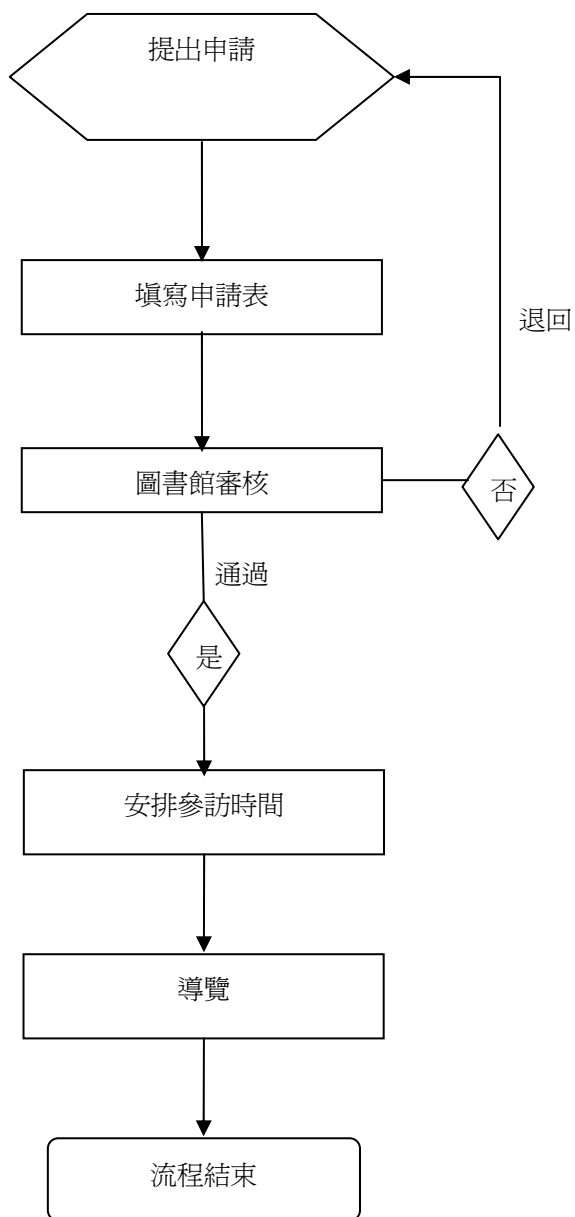 提出申請
填寫申請表
退回
圖書館審核
否
通過
是
安排參訪時間
導覽
流程結束